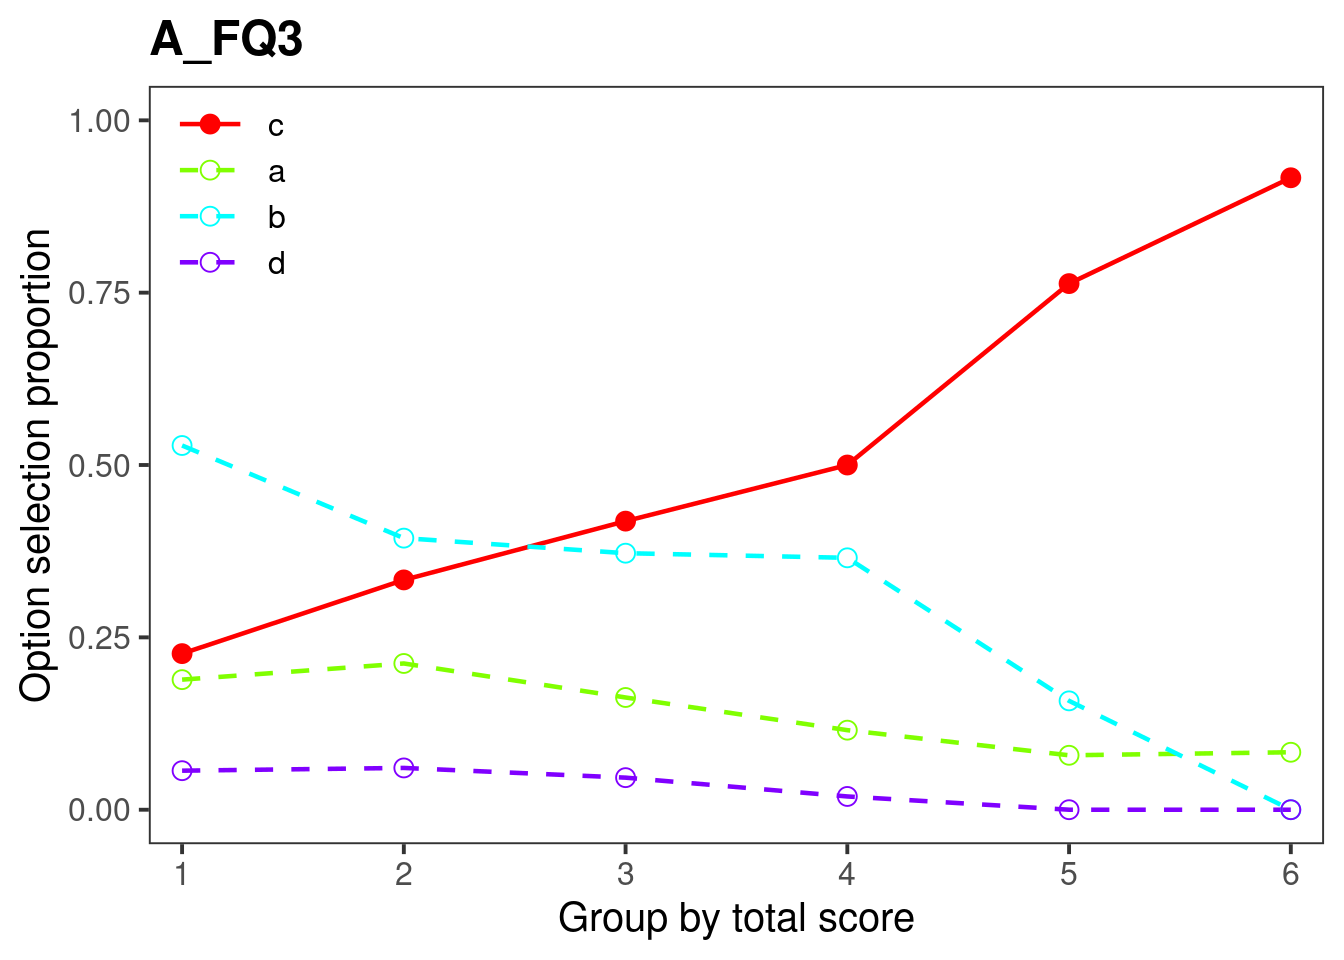 A_FQ3
c
a
b
d
1.00
0.75
0.50
0.25
0.00
Option selection proportion
1 2 3 4 5 6
Group by total score